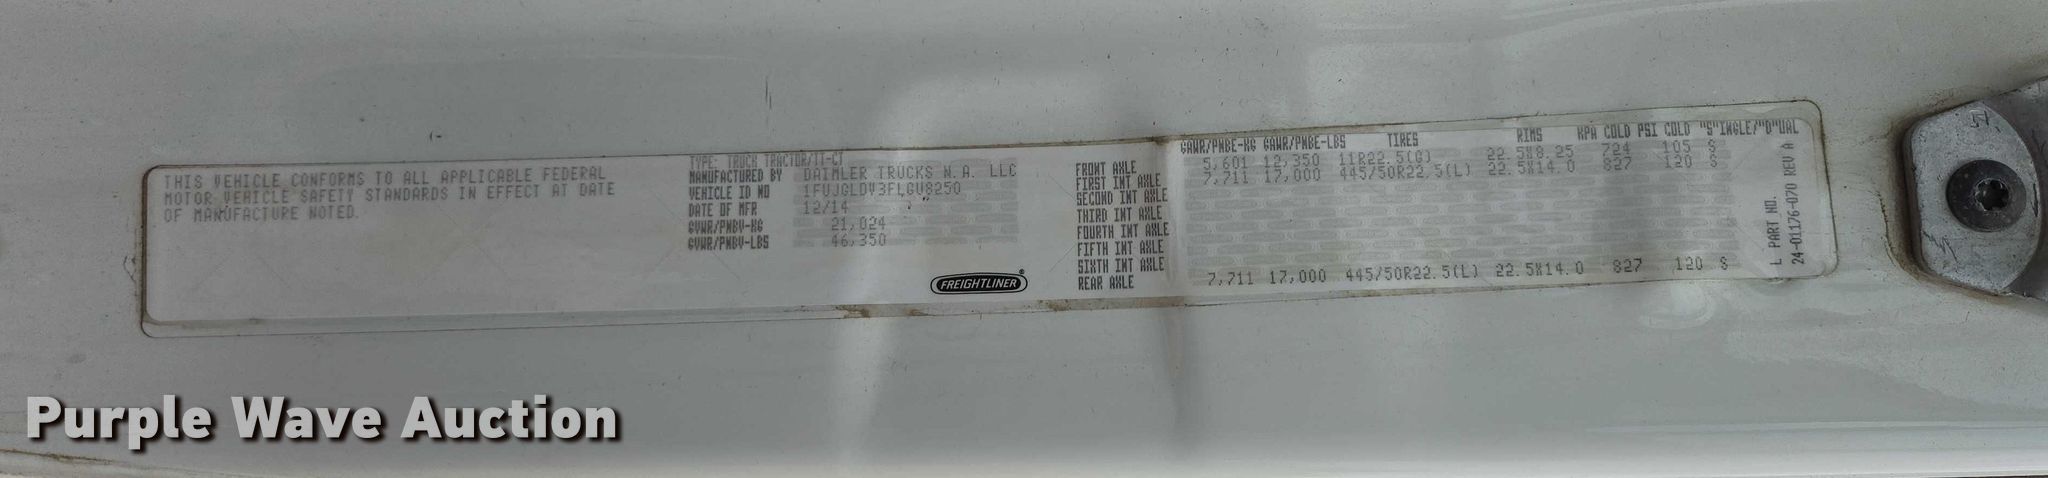 THIS VEHICLE CONFORMS TO ALL APPLICABLE FEDERAL
MOTOR VEHICLE SAFETY STANDARDS IN EFFECT AT DATE
OF MANUFACTURE NOTED.
TYPE: TRUCK TRACTOR/TT-CT
MANUFACTURED BY DAIMLER TRUCKS N.A. LLC
VEHICLE ID NO 1FUJGLDV3FLGV8250
DATE OF MFR 12/14
GVWR/PNBV-KG 21,024
GVWR/PNBV-LBS 46,350
FREIGHTLINER®
GAWR/PNBE-KG GAWR/PNBE-LBS TIRES RIMS KPA COLD PSI COLD "S"INGLE/"D"UAL
FRONT AXLE 5,601 12,350 11R22.5(G) 22.5X8.25 724 105 S
FIRST INT AXLE 7,711 17,000 445/50R22.5(L) 22.5X14.0 827 120 S
SECOND INT AXLE
THIRD INT AXLE
FOURTH INT AXLE
FIFTH INT AXLE
SIXTH INT AXLE
REAR AXLE 7,711 17,000 445/50R22.5(L) 22.5X14.0 827 120 S
L PART NO.
24-01176-070 REV A
Purple Wave Auction